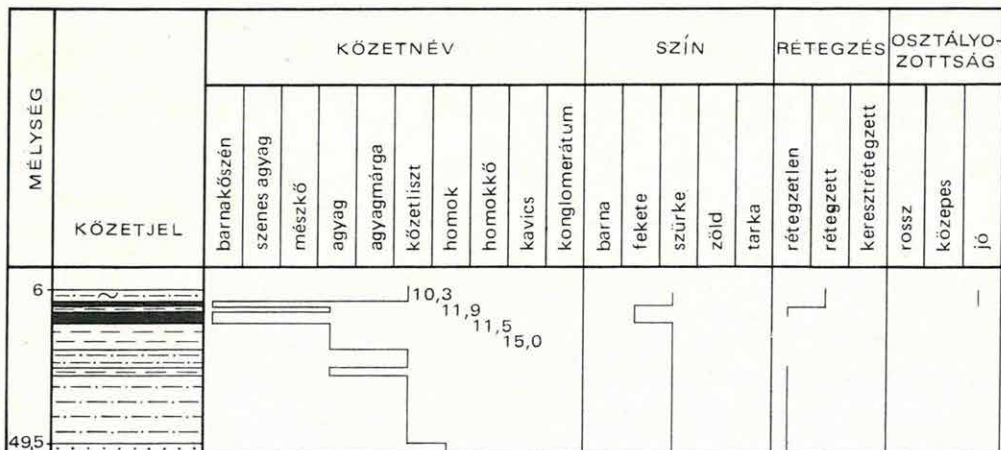 MÉLYSÉG
KÖZETJEL
KÖZETNÉV
barnakőszén
szenes agyag
mészkő
agyag
agyagmárga
kőzetliszt
homok
homokkő
kavics
konglomerátum
SZÍN
barna
fekete
szürke
zöld
tarka
RÉTEGZÉS
rétegzetlen
rétegzett
keresztrétegzett
OSZTÁLYO-
ZOTTSÁG
rossz
közepes
jó
6
10,3
11,9
11,5
15,0
49,5